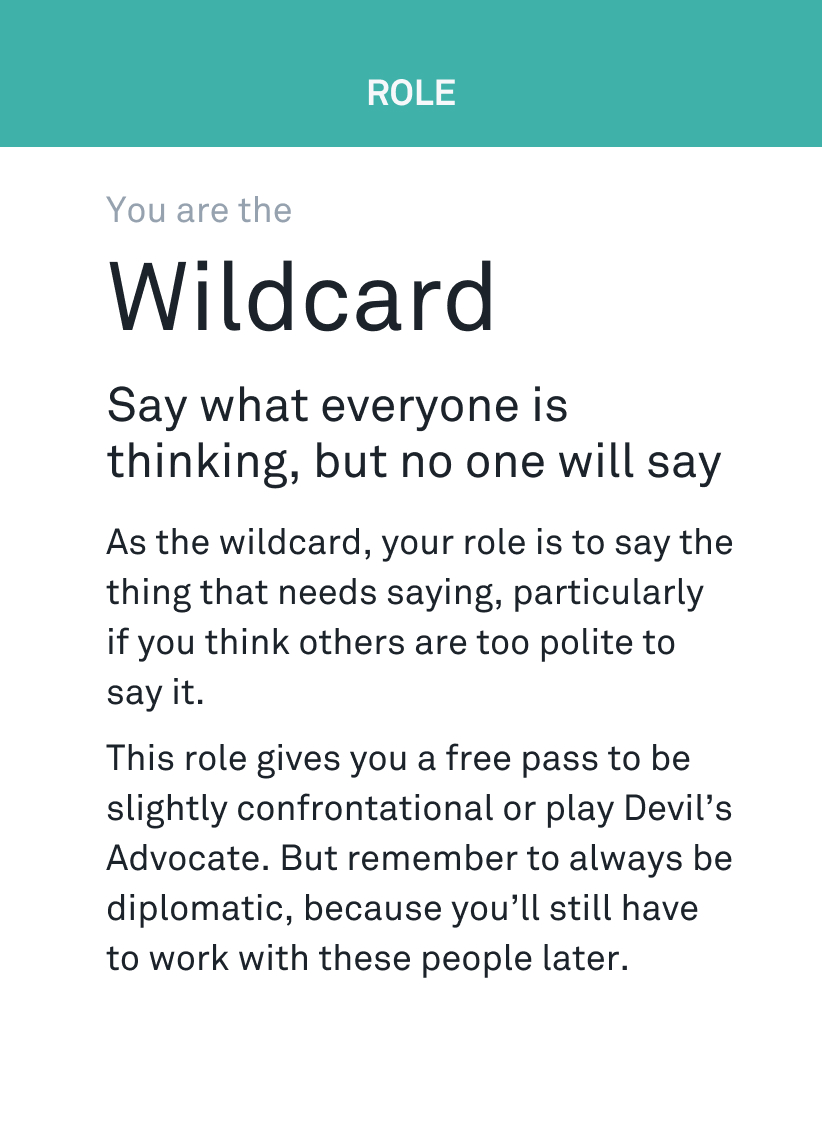 ROLE
You are the
Wildcard
Say what everyone is
thinking, but no one will say
As the wildcard, your role is to say the
thing that needs saying, particularly
if you think others are too polite to
say it.
This role gives you a free pass to be
slightly confrontational or play Devil’s
Advocate. But remember to always be
diplomatic, because you’ll still have
to work with these people later.